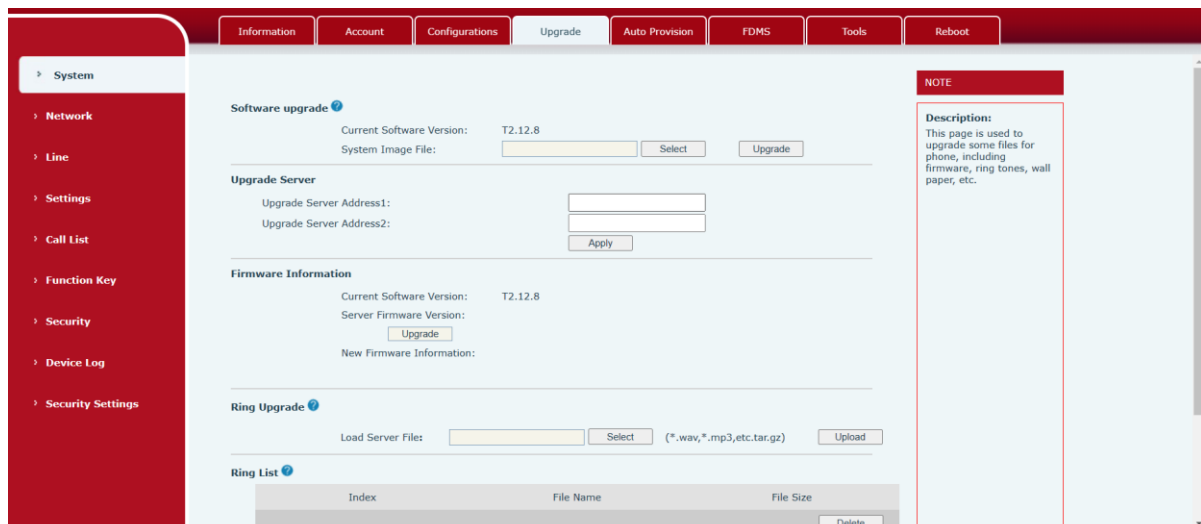 Information Account Configurations Upgrade Auto Provision FDMS Tools Reboot
› System
› Network
› Line
› Settings
› Call List
› Function Key
› Security
› Device Log
› Security Settings
Software upgrade ?
Current Software Version: T2.12.8
System Image File: Select Upgrade
Upgrade Server
Upgrade Server Address1:
Upgrade Server Address2:
Apply
Firmware Information
Current Software Version: T2.12.8
Server Firmware Version:
Upgrade
New Firmware Information:
Ring Upgrade ?
Load Server File: Select (*.wav,*.mp3,etc.tar.gz) Upload
Ring List ?
Index File Name File Size
Delete
NOTE
Description:
This page is used to
upgrade some files for
phone, including
firmware, ring tones, wall
paper, etc.